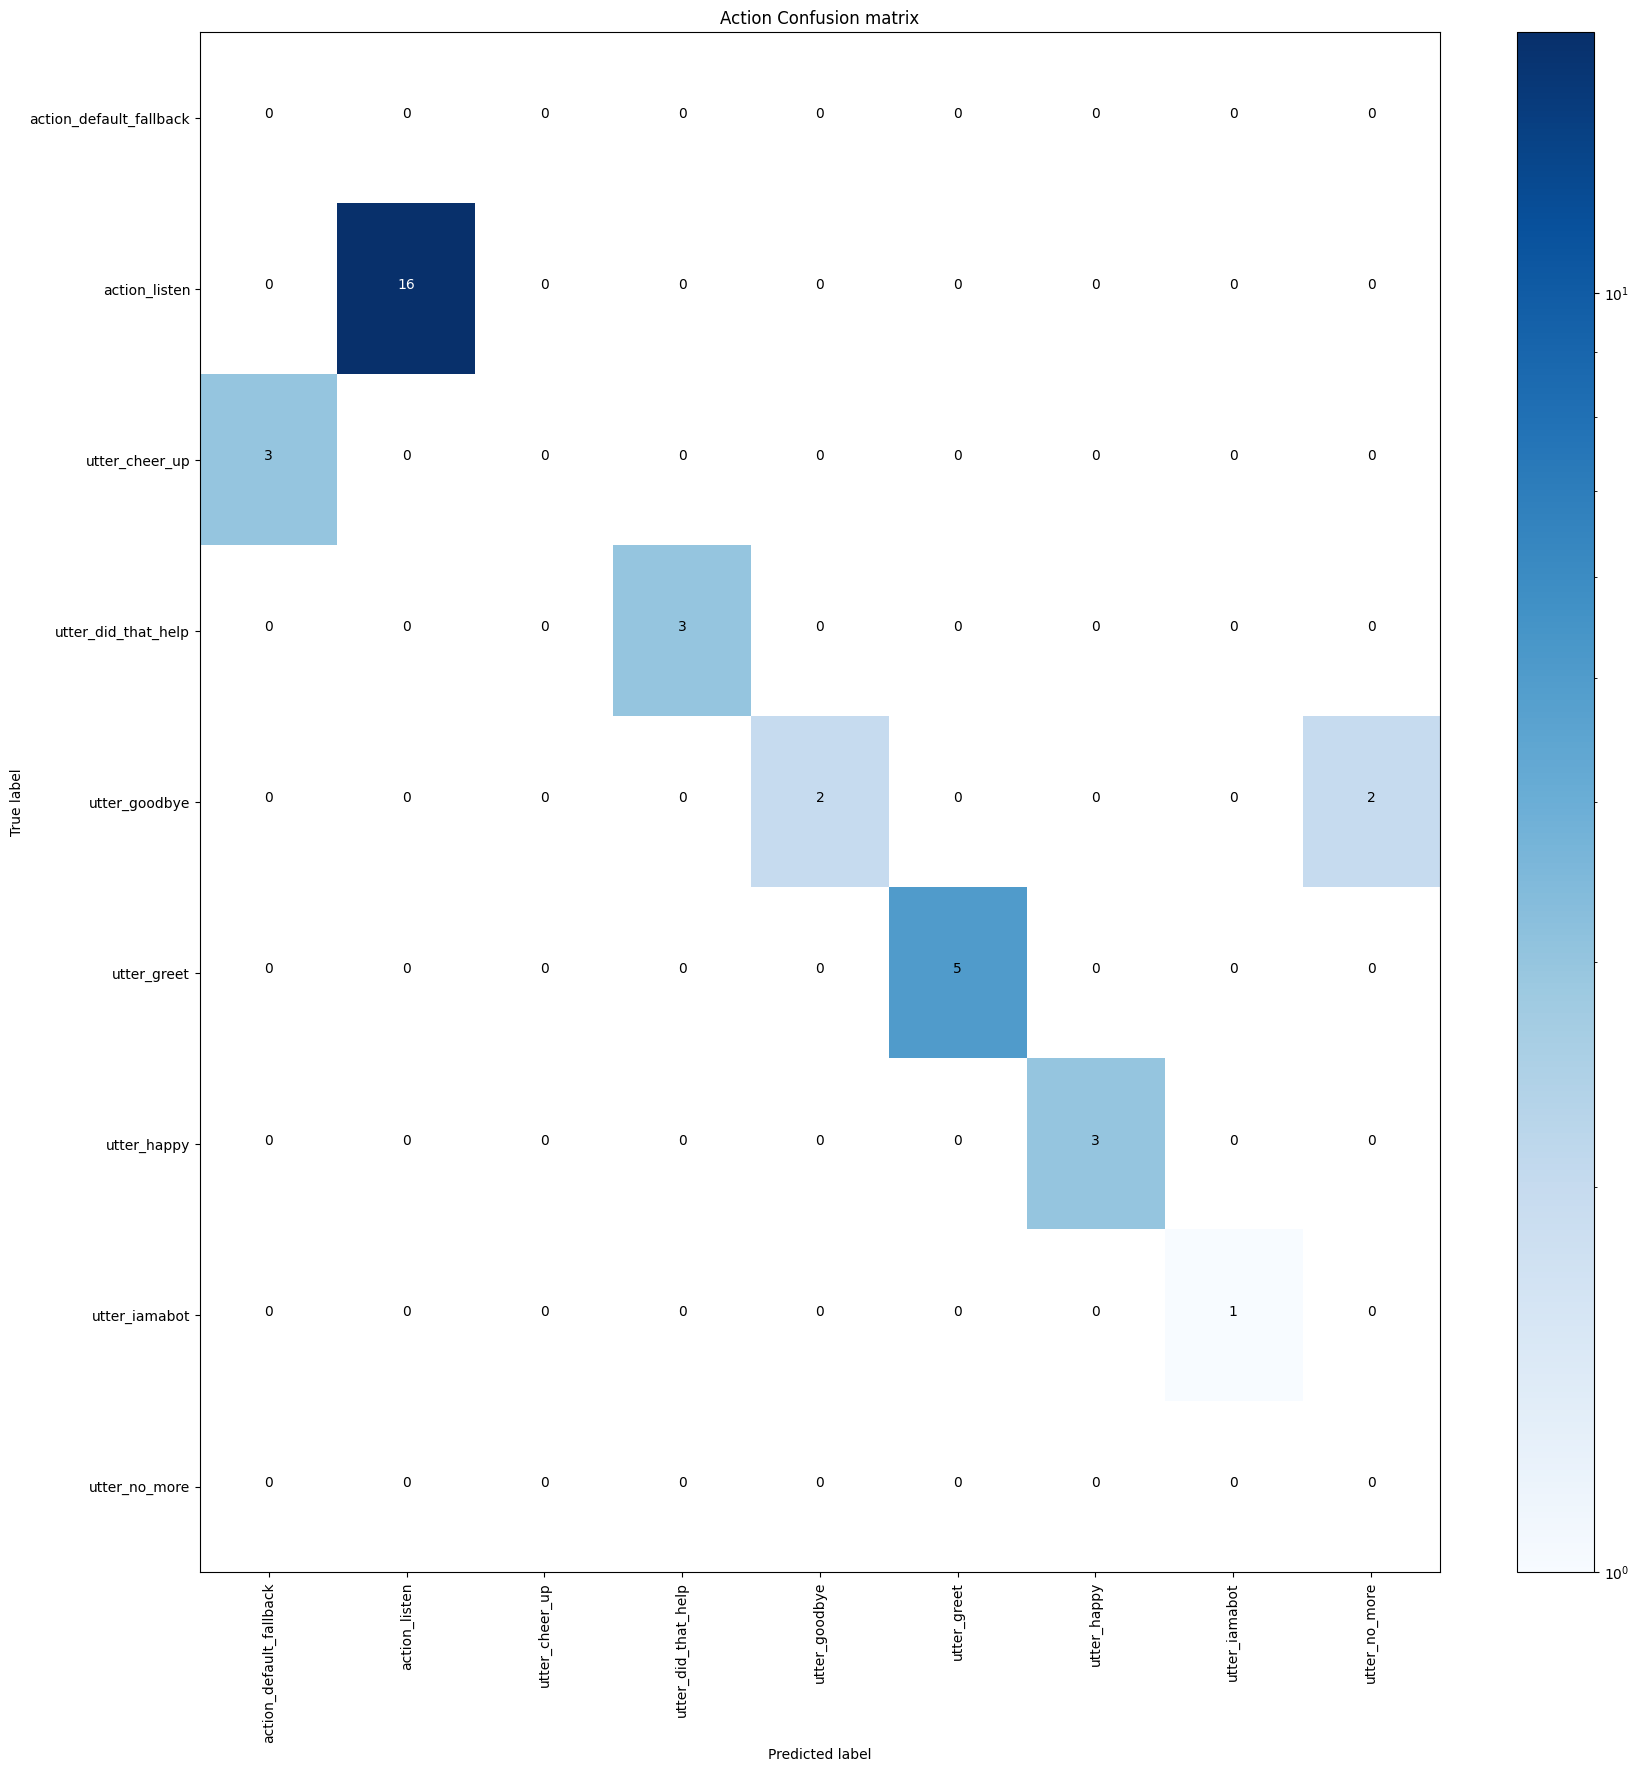 Action Confusion matrix
action_default_fallback 0 0 0 0 0 0 0 0 0
action_listen 0 16 0 0 0 0 0 0 0
utter_cheer_up 3 0 0 0 0 0 0 0 0
utter_did_that_help 0 0 0 3 0 0 0 0 0
utter_goodbye 0 0 0 0 2 0 0 0 2
utter_greet 0 0 0 0 0 5 0 0 0
utter_happy 0 0 0 0 0 0 3 0 0
utter_iamabot 0 0 0 0 0 0 0 1 0
utter_no_more 0 0 0 0 0 0 0 0 0
True label
action_default_fallback
action_listen
utter_cheer_up
utter_did_that_help
utter_goodbye
utter_greet
utter_happy
utter_iamabot
utter_no_more
Predicted label
10¹
10⁰